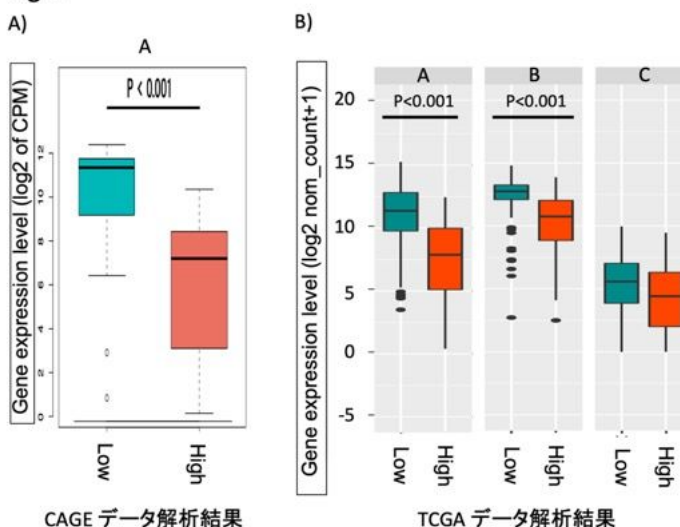 A)
A
P < 0.001
Gene expression level (log2 of CPM)
12
10
8
6
4
2
0
Low
High
CAGE データ解析結果
B)
A
B
C
P<0.001
P<0.001
Gene expression level (log2 nom_count+1)
20
15
10
5
0
-5
Low
High
Low
High
Low
High
TCGA データ解析結果